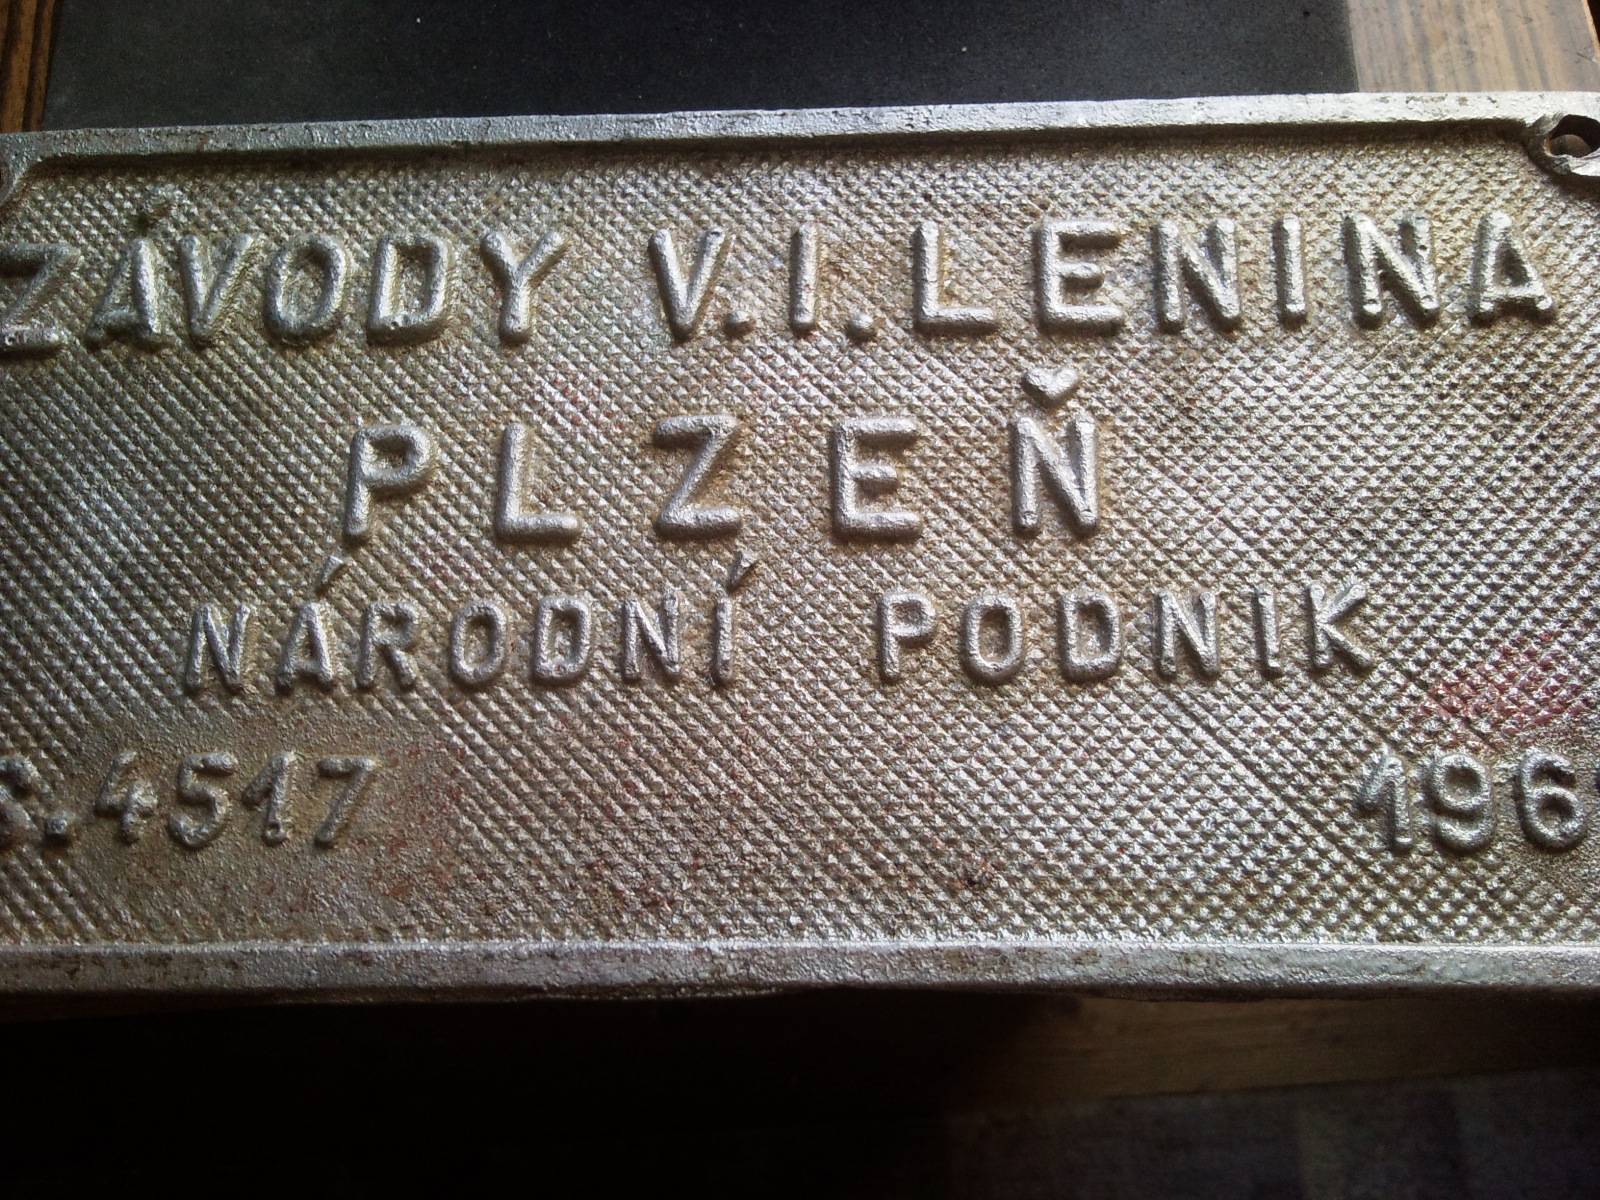 ZÁVODY V.I.LENINA
PLZEŇ
NÁRODNÍ PODNIK
4517